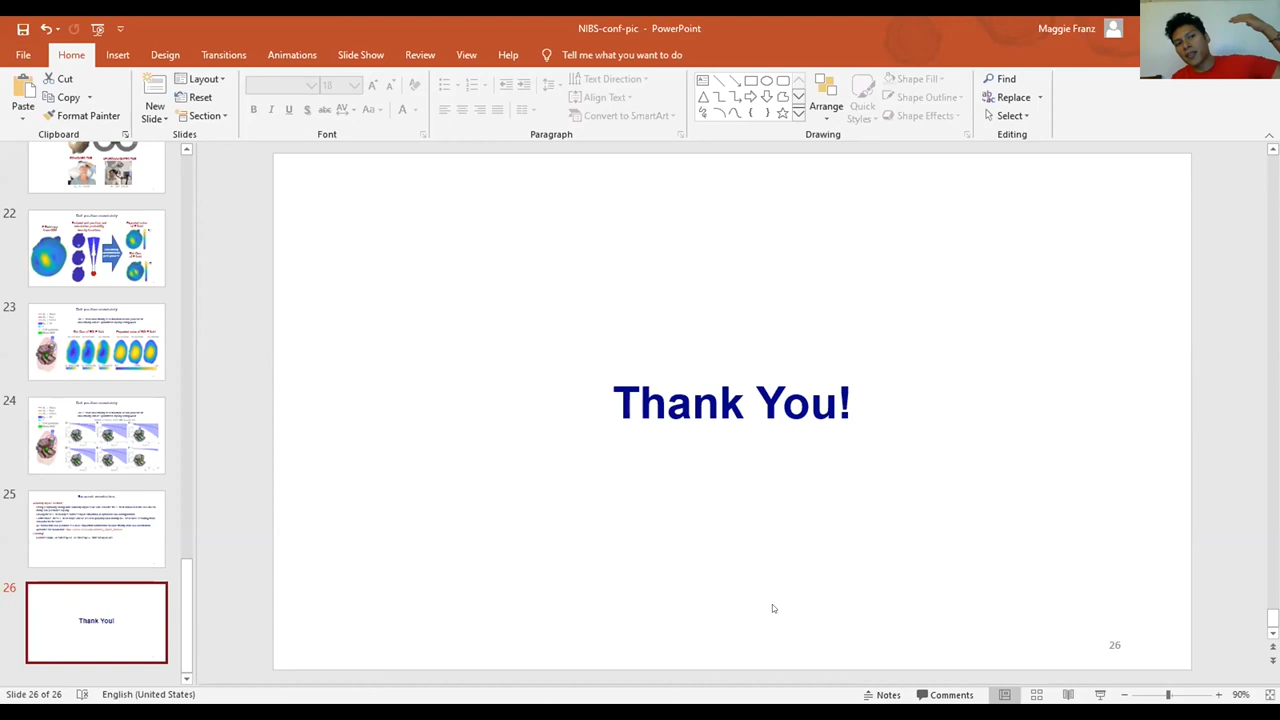 NIBS-conf-pic - PowerPoint
Maggie Franz
File Home Insert Design Transitions Animations Slide Show Review View Help Tell me what you want to do
Paste
Cut
Copy
Format Painter
Clipboard
New
Slide
Layout
Reset
Section
Slides
18
B I U S abc AV Aa A
Font
Text Direction
Align Text
Convert to SmartArt
Paragraph
Arrange
Quick
Styles
Shape Fill
Shape Outline
Shape Effects
Drawing
Find
Replace
Select
Editing
22
23
24
25
26
Thank You!
Thank You!
26
Slide 26 of 26
English (United States)
Notes
Comments
90%